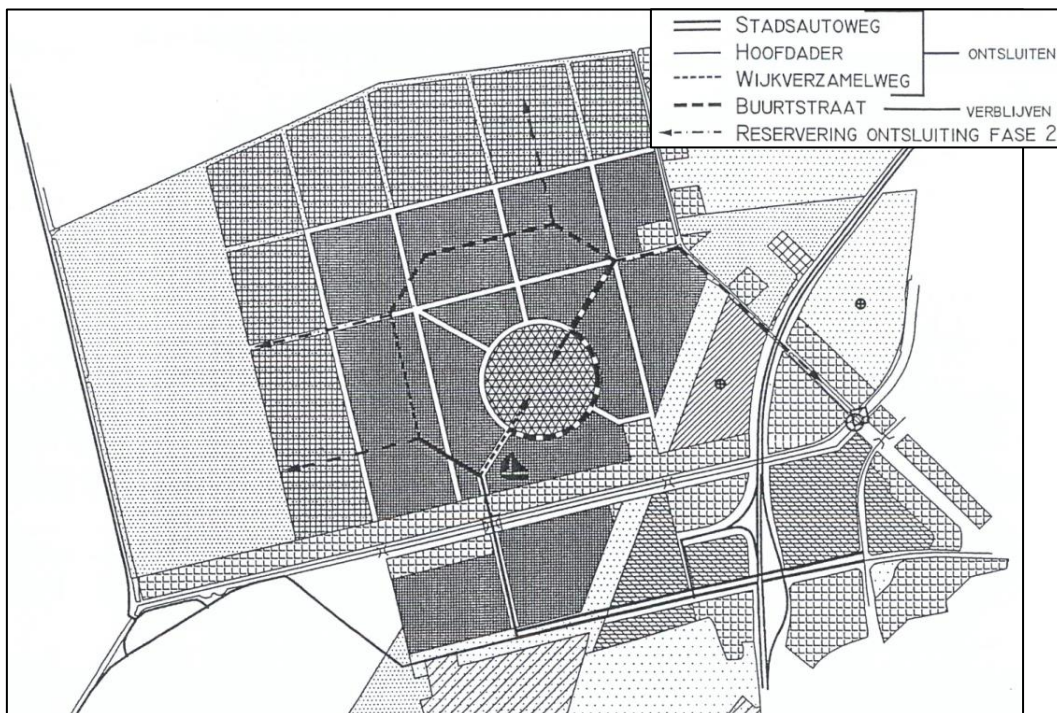 STADSAUTOWEG
HOOFDADER
ONTSLUITEN
WIJKVERZAMELWEG
BUURTSTRAAT
VERBLIJVEN
RESERVERING ONTSLUITING FASE 2